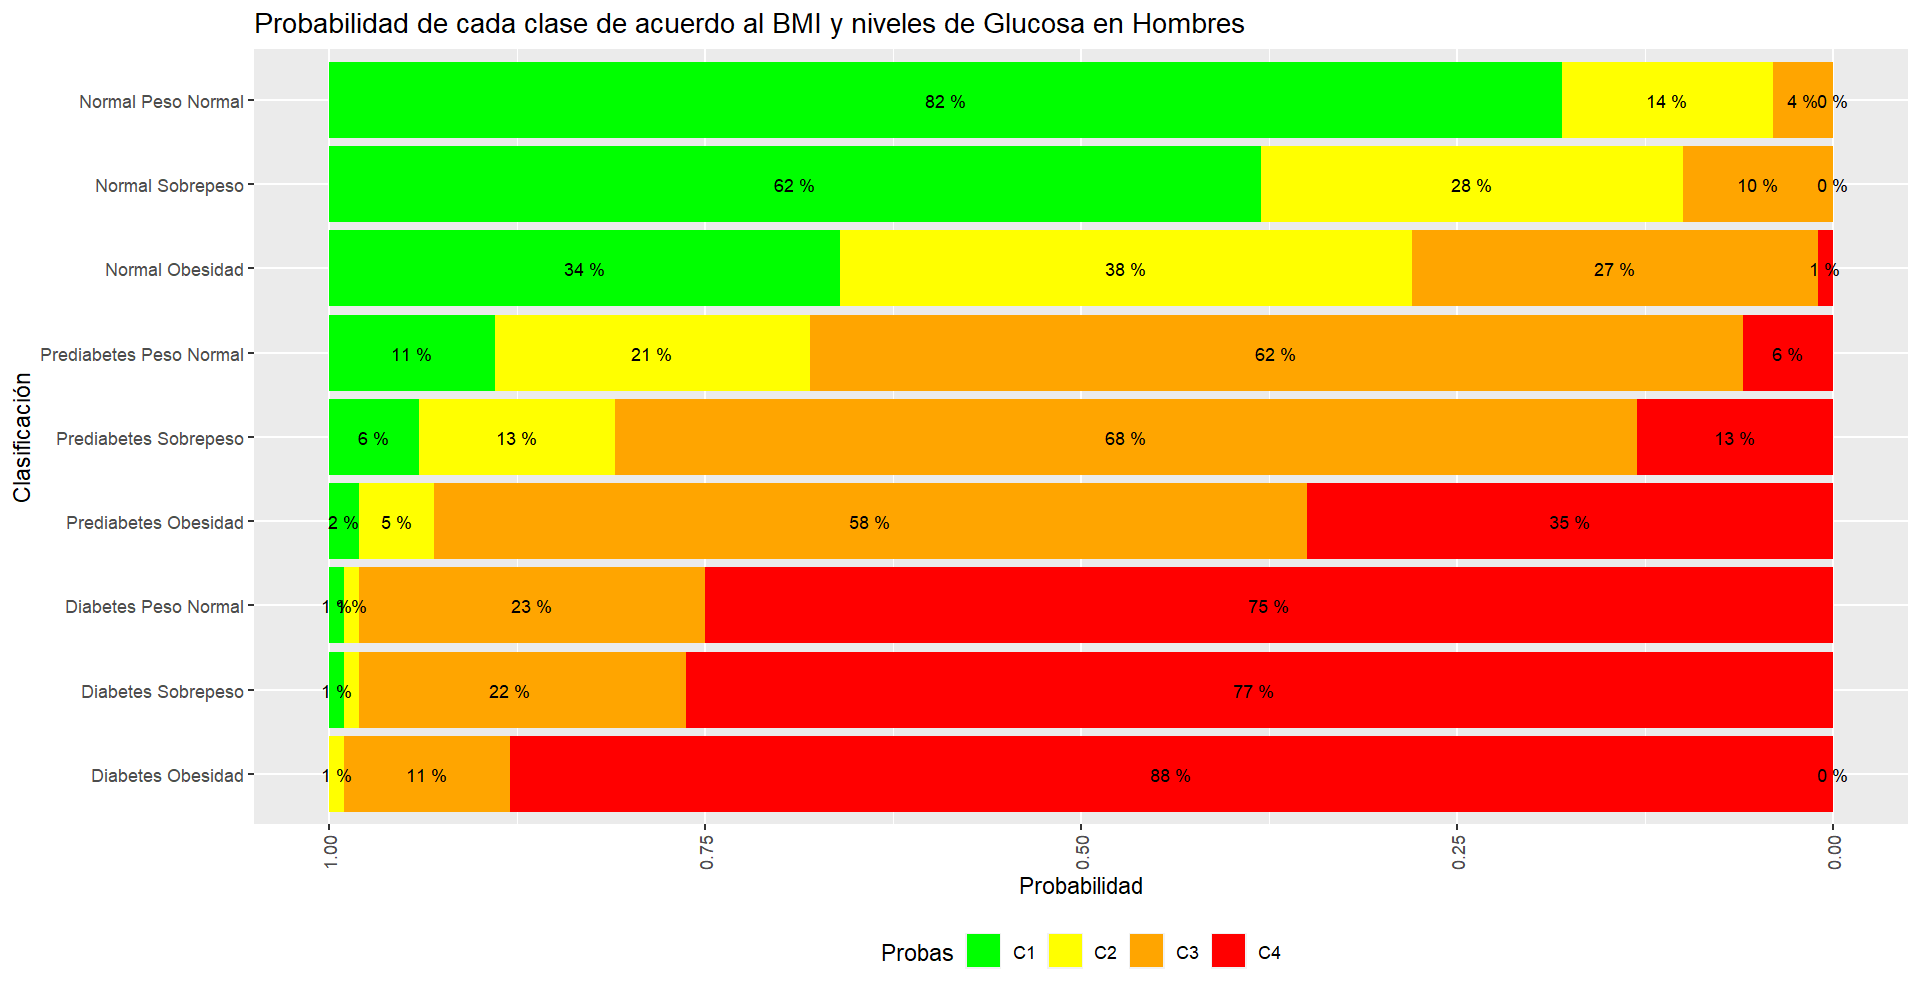 Probabilidad de cada clase de acuerdo al BMI y niveles de Glucosa en Hombres
Clasificación
Normal Peso Normal 82 % 14 % 4 % 0 %
Normal Sobrepeso 62 % 28 % 10 % 0 %
Normal Obesidad 34 % 38 % 27 % 1 %
Prediabetes Peso Normal 11 % 21 % 62 % 6 %
Prediabetes Sobrepeso 6 % 13 % 68 % 13 %
Prediabetes Obesidad 2 % 5 % 58 % 35 %
Diabetes Peso Normal 1 % 1 % 23 % 75 %
Diabetes Sobrepeso 1 % 22 % 77 %
Diabetes Obesidad 1 % 11 % 88 % 0 %
1.00 0.75 0.50 0.25 0.00
Probabilidad
Probas C1 C2 C3 C4